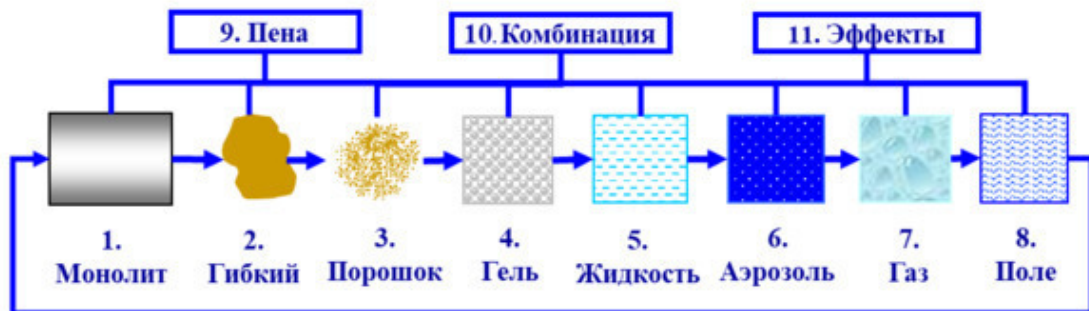 9. Пена
10. Комбинация
11. Эффекты
1.
Монолит
2.
Гибкий
3.
Порошок
4.
Гель
5.
Жидкость
6.
Аэрозоль
7.
Газ
8.
Поле